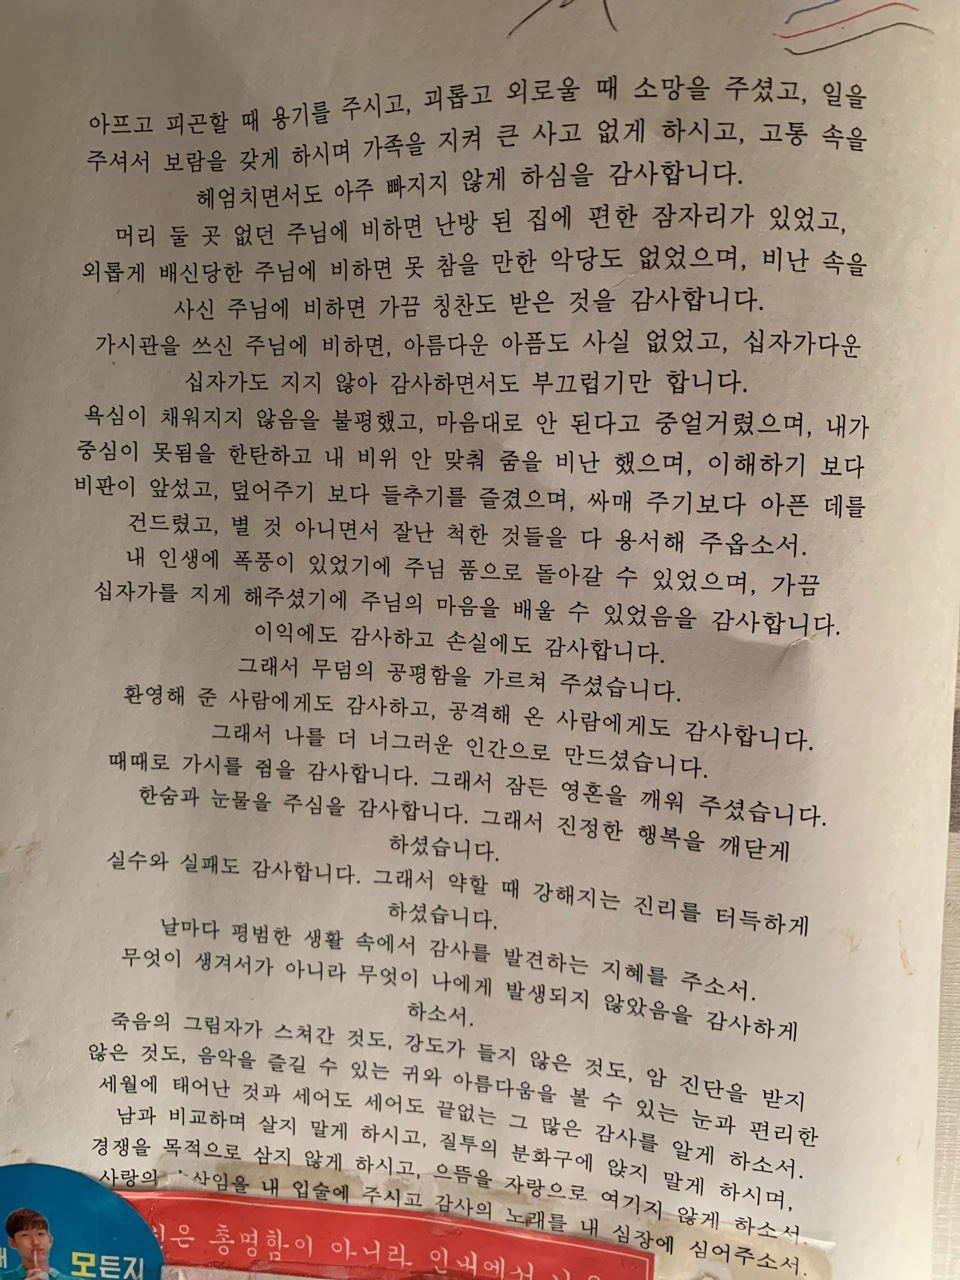 아프고 피곤할 때 용기를 주시고, 괴롭고 외로울 때 소망을 주셨고, 일을
주셔서 보람을 갖게 하시며 가족을 지켜 큰 사고 없게 하시고, 고통 속을
헤엄치면서도 아주 빠지지 않게 하심을 감사합니다.
머리 둘 곳 없던 주님에 비하면 난방 된 집에 편한 잠자리가 있었고,
외롭게 배신당한 주님에 비하면 못 참을 만한 악당도 없었으며, 비난 속을
사신 주님에 비하면 가끔 칭찬도 받은 것을 감사합니다.
가시관을 쓰신 주님에 비하면, 아름다운 아픔도 사실 없었고, 십자가다운
십자가도 지지 않아 감사하면서도 부끄럽기만 합니다.
욕심이 채워지지 않음을 불평했고, 마음대로 안 된다고 중얼거렸으며, 내가
중심이 못됨을 한탄하고 내 비위 안 맞춰 줌을 비난 했으며, 이해하기 보다
비판이 앞섰고, 덮어주기 보다 들추기를 즐겼으며, 싸매 주기보다 아픈 데를
건드렸고, 별 것 아니면서 잘난 척한 것들을 다 용서해 주옵소서.
내 인생에 폭풍이 있었기에 주님 품으로 돌아갈 수 있었으며, 가끔
십자가를 지게 해주셨기에 주님의 마음을 배울 수 있었음을 감사합니다.
이익에도 감사하고 손실에도 감사합니다.
그래서 무덤의 공평함을 가르쳐 주셨습니다.
환영해 준 사람에게도 감사하고, 공격해 온 사람에게도 감사합니다.
그래서 나를 더 너그러운 인간으로 만드셨습니다.
때때로 가시를 줌을 감사합니다. 그래서 잠든 영혼을 깨워 주셨습니다.
한숨과 눈물을 주심을 감사합니다. 그래서 진정한 행복을 깨닫게
하셨습니다.
실수와 실패도 감사합니다. 그래서 약할 때 강해지는 진리를 터득하게
하셨습니다.
날마다 평범한 생활 속에서 감사를 발견하는 지혜를 주소서.
무엇이 생겨서가 아니라 무엇이 나에게 발생되지 않았음을 감사하게
하소서.
죽음의 그림자가 스쳐간 것도, 강도가 들지 않은 것도, 암 진단을 받지
않은 것도, 음악을 즐길 수 있는 귀와 아름다움을 볼 수 있는 눈과 편리한
세월에 태어난 것과 세어도 세어도 끝없는 그 많은 감사를 알게 하소서.
남과 비교하며 살지 말게 하시고, 질투의 분화구에 앉지 말게 하시며,
경쟁을 목적으로 삼지 않게 하시고, 으뜸을 자랑으로 여기지 않게 하소서.
사랑의 내 입술에 주시고 감사의 노래를 내 심장에 심어주소서.
총명함이 아니라 인내에서
모든지